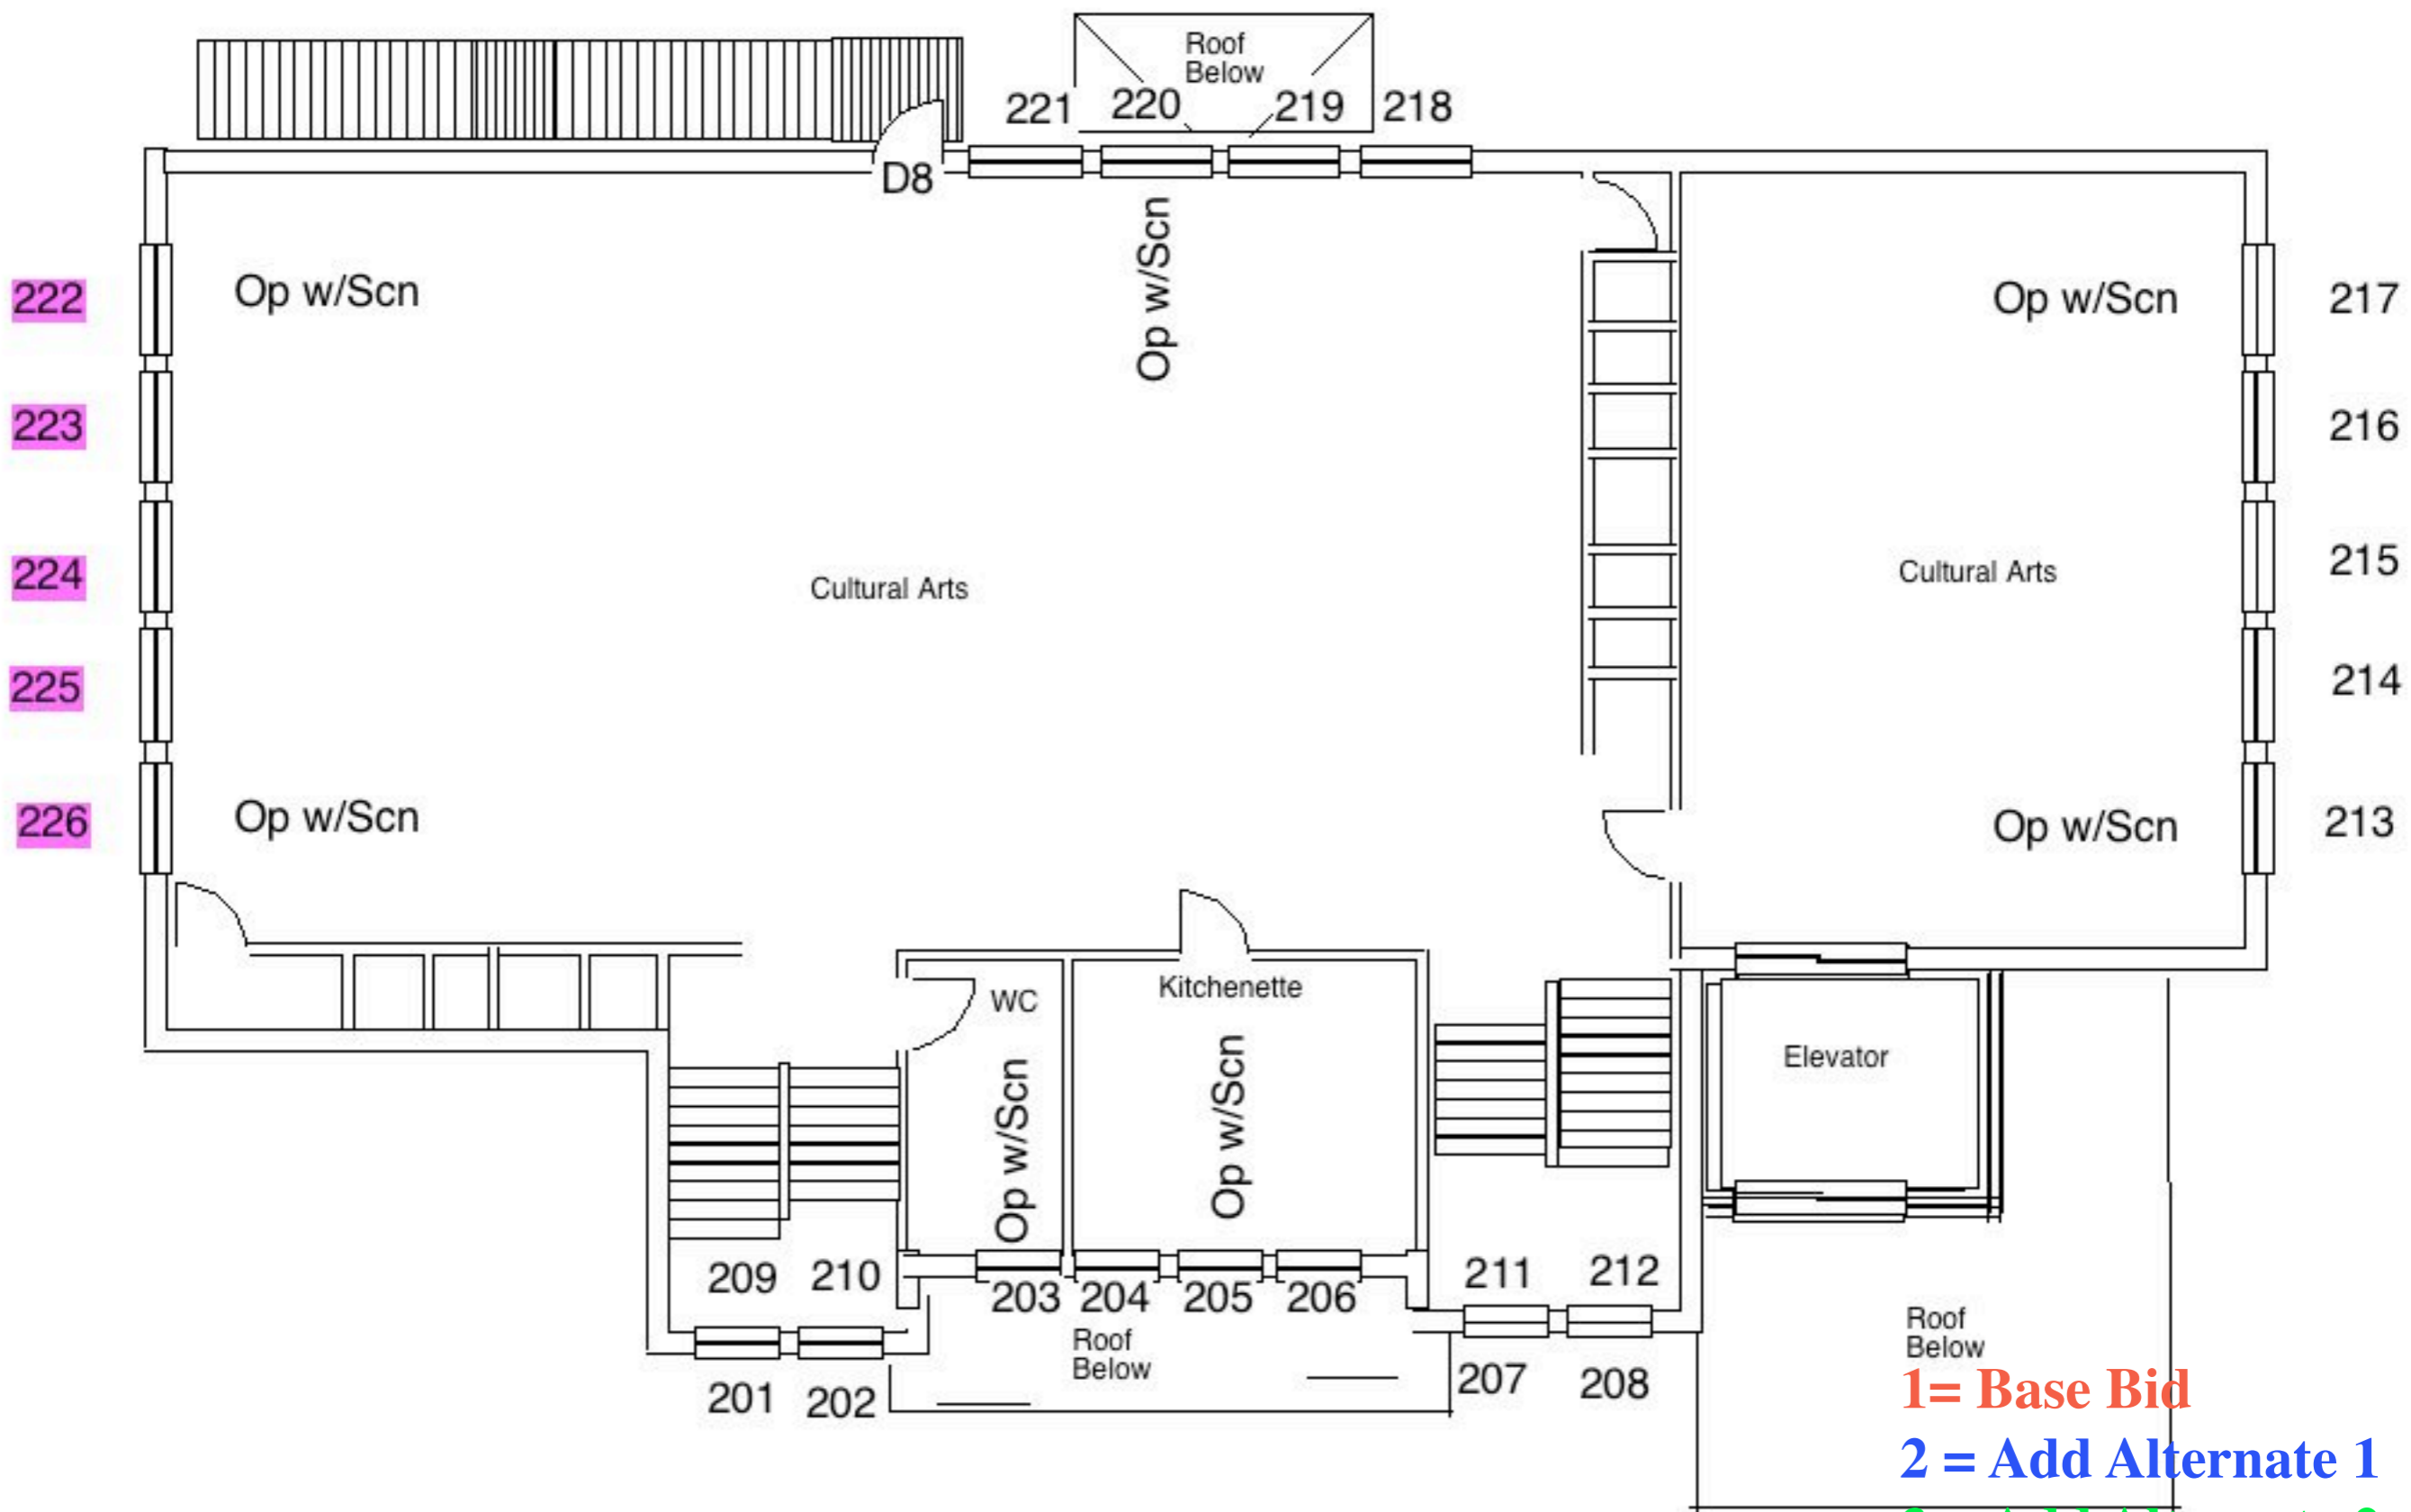 Roof
Below
221 220 219 218
D8
Op w/Scn
222
Op w/Scn
Op w/Scn
217
223
216
224
Cultural Arts
Cultural Arts
215
225
214
226
Op w/Scn
Op w/Scn
213
WC
Kitchenette
Op w/Scn
Op w/Scn
Elevator
209 210
203 204 205 206
211 212
Roof
Below
Roof
Below
201 202
207 208
1= Base Bid
2 = Add Alternate 1